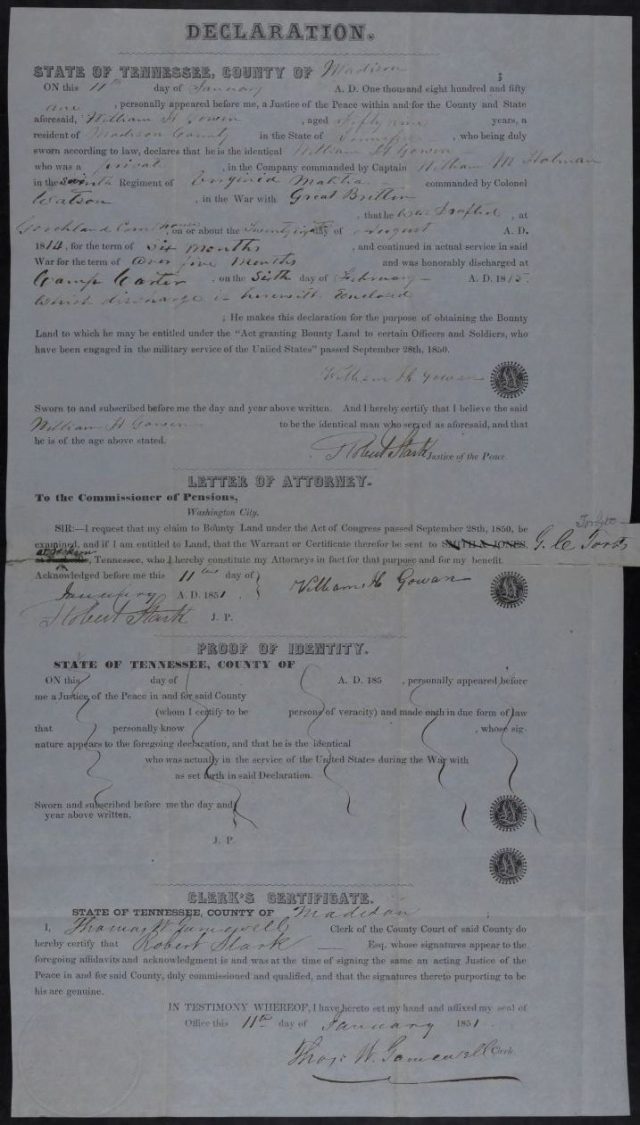 DECLARATION.
STATE OF TENNESSEE, COUNTY OF Madison
ON this 11th day of January A. D. One thousand eight hundred and fifty
one, personally appeared before me, a Justice of the Peace within and for the County and State
aforesaid, William H Gowen, aged fifty nine years, a
resident of Madison County in the State of Tennessee, who being duly
sworn according to law, declares that he is the identical William H Gowen
who was a private, in the Company commanded by Captain William M Holman
in the Regiment of Virginia Malitia commanded by Colonel
Watson, in the War with Great Brittin
, that he was Drafted, at
Goochland, on or about the day of August A. D.
1814, for the term of Six Months, and continued in actual service in said
War for the term of Over five Months and was honorably discharged at
Camp Carter, on the Sixth day of February A. D. 1815.
which discharge is herewith Enclosed
; He makes this declaration for the purpose of obtaining the Bounty
Land to which he may be entitled under the "Act granting Bounty Land to certain Officers and Soldiers, who
have been engaged in the military service of the United States" passed September 28th, 1850.
William H Gowen
Sworn to and subscribed before me the day and year above written. And I hereby certify that I believe the said
William H Gowen to be the identical man who served as aforesaid, and that
he is of the age above stated.
Robert Stark Justice of the Peace
LETTER OF ATTORNEY.
To the Commissioner of Pensions,
Washington City.
SIR:—I request that my claim to Bounty Land under the Act of Congress passed September 28th, 1850, be
examined, and if I am entitled to Land, that the Warrant or Certificate therefor be sent to SMITH & JONES, G. C.
at Jackson, Tennessee, who I hereby constitute my Attorneys in fact for that purpose and for my benefit.
Acknowledged before me this 11th day of William H Gowan
January A D. 1851.
Robert Stark J. P.
PROOF OF IDENTITY.
STATE OF TENNESSEE, COUNTY OF
ON this day of A. D. 185 , personally appeared before
me a Justice of the Peace in and for said County
(whom I certify to be persons of veracity) and made oath in due form of law
that personally know , whose sig-
nature appears to the foregoing declaration, and that he is the identical
who was actually in the service of the United States during the War with
as set forth in said Declaration.
Sworn and subscribed before me the day and
year above written.
J. P.
CLERK'S CERTIFICATE.
STATE OF TENNESSEE, COUNTY OF Madison
I, Thomas W Gamewell Clerk of the County Court of said County do
hereby certify that Robert Stark Esq. whose signatures appear to the
foregoing affidavits and acknowledgment is and was at the time of signing the same an acting Justice of the
Peace in and for said County, duly commissioned and qualified, and that the signatures thereto purporting to be
his are genuine.
IN TESTIMONY WHEREOF, I have hereto set my hand and affixed my seal of
Office this 11th day of January 1851.
Thos W. Gamewell Clerk